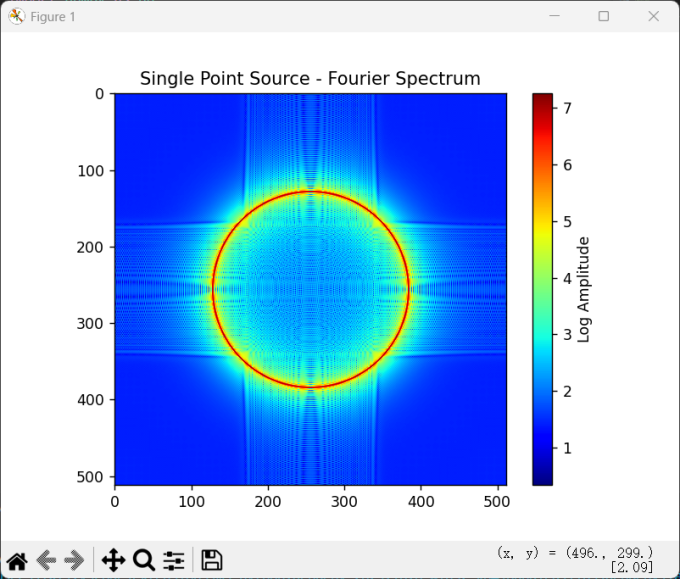 Figure 1
Single Point Source - Fourier Spectrum
0
100
200
300
400
500
0 100 200 300 400 500
7
6
5
4
3
2
1
Log Amplitude
(x, y) = (496., 299.)
[2.09]